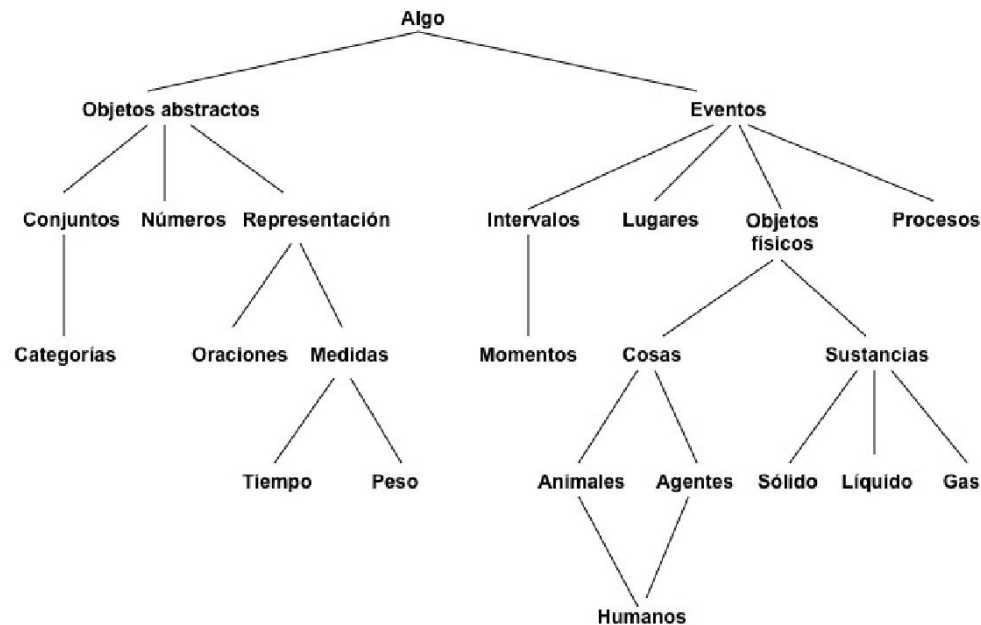 Algo
Objetos abstractos
Eventos
Conjuntos
Números
Representación
Intervalos
Lugares
Objetos
físicos
Procesos
Categorías
Oraciones
Medidas
Momentos
Cosas
Sustancias
Tiempo
Peso
Animales
Agentes
Sólido
Líquido
Gas
Humanos